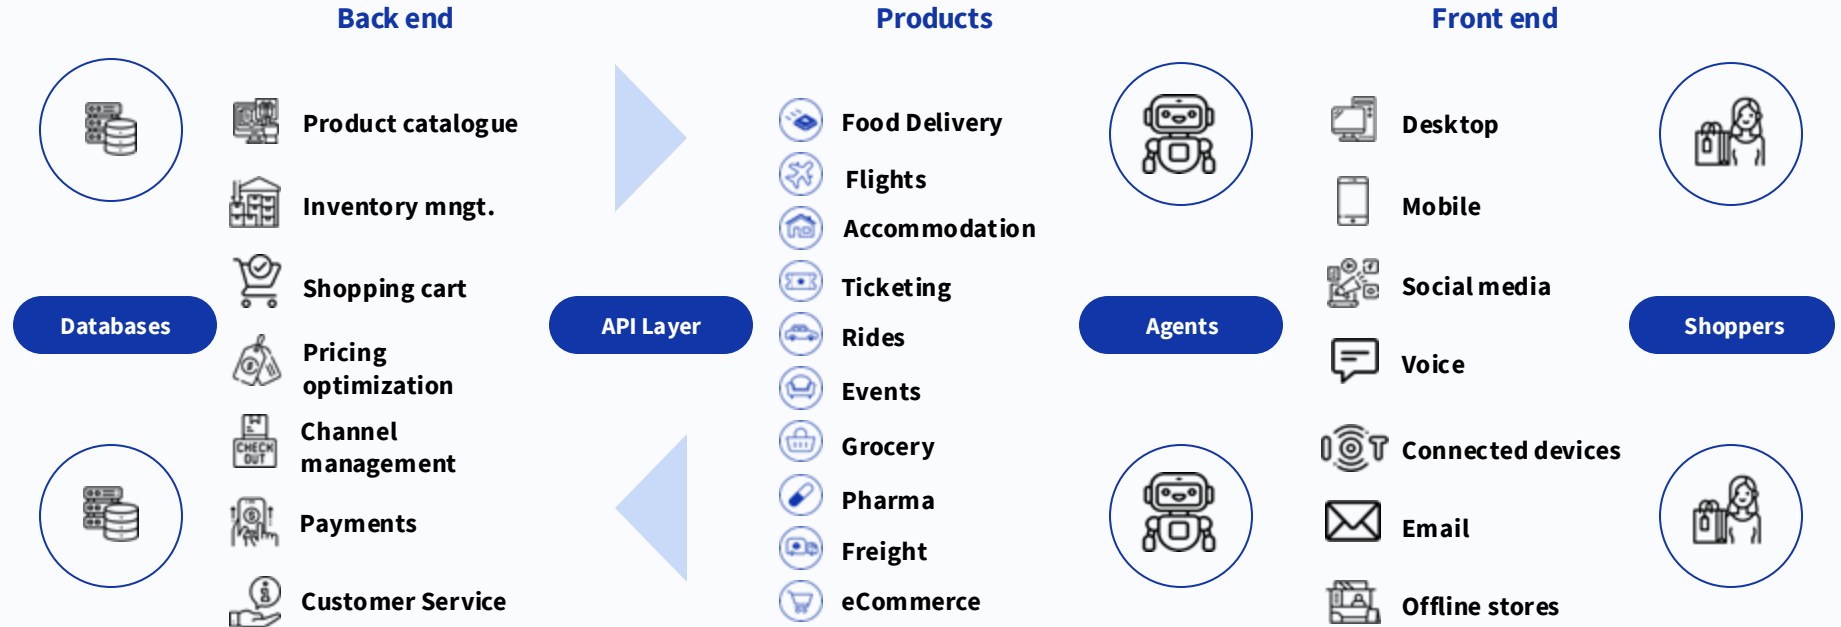 Back end
Products
Front end
Databases
Product catalogue
Inventory mngt.
Shopping cart
Pricing
optimization
Channel
management
CHECK
OUT
Payments
Customer Service
API Layer
Food Delivery
Flights
Accommodation
Ticketing
Rides
Events
Grocery
Pharma
Freight
eCommerce
Agents
Desktop
Mobile
Social media
Voice
IOT
Connected devices
Email
Offline stores
Shoppers